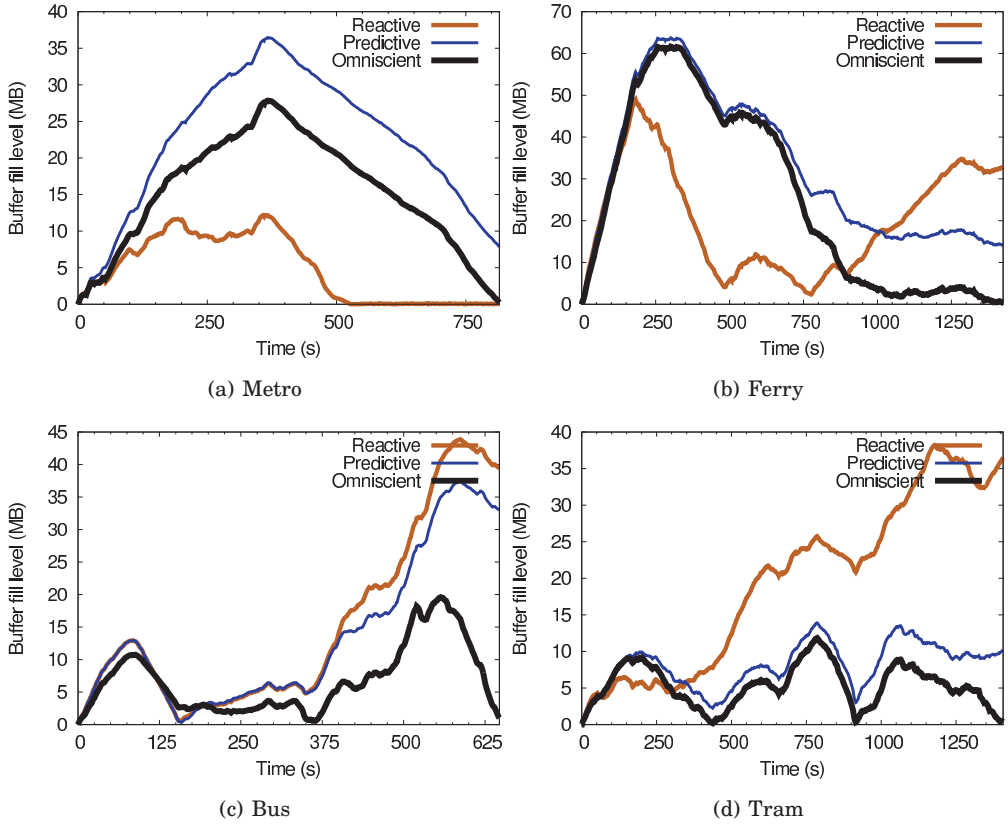 40
35
30
25
20
15
10
5
0
Buffer fill level (MB)
Reactive
Predictive
Omniscient
0 250 500 750
Time (s)
(a) Metro
70
60
50
40
30
20
10
0
Buffer fill level (MB)
Reactive
Predictive
Omniscient
0 250 500 750 1000 1250
Time (s)
(b) Ferry
45
40
35
30
25
20
15
10
5
0
Buffer fill level (MB)
Reactive
Predictive
Omniscient
0 125 250 375 500 625
Time (s)
(c) Bus
40
35
30
25
20
15
10
5
0
Buffer fill level (MB)
Reactive
Predictive
Omniscient
0 250 500 750 1000 1250
Time (s)
(d) Tram